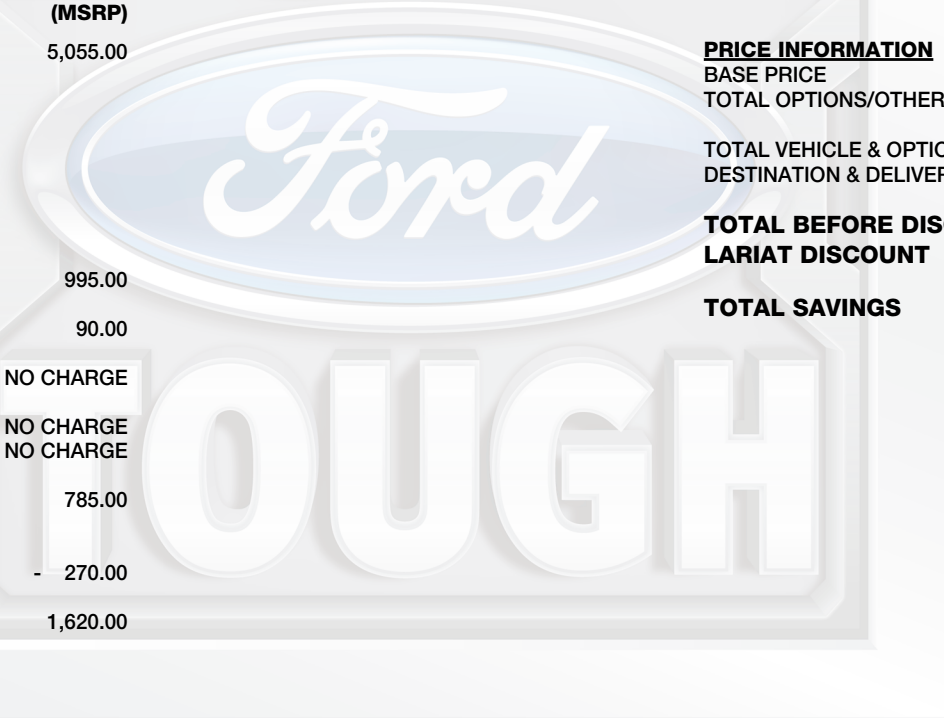 (MSRP)
5,055.00
995.00
90.00
NO CHARGE
NO CHARGE
NO CHARGE
785.00
- 270.00
1,620.00
Ford
TOUGH
PRICE INFORMATION
BASE PRICE
TOTAL OPTIONS/OTHER
TOTAL VEHICLE & OPTIO
DESTINATION & DELIVER
TOTAL BEFORE DISC
LARIAT DISCOUNT
TOTAL SAVINGS